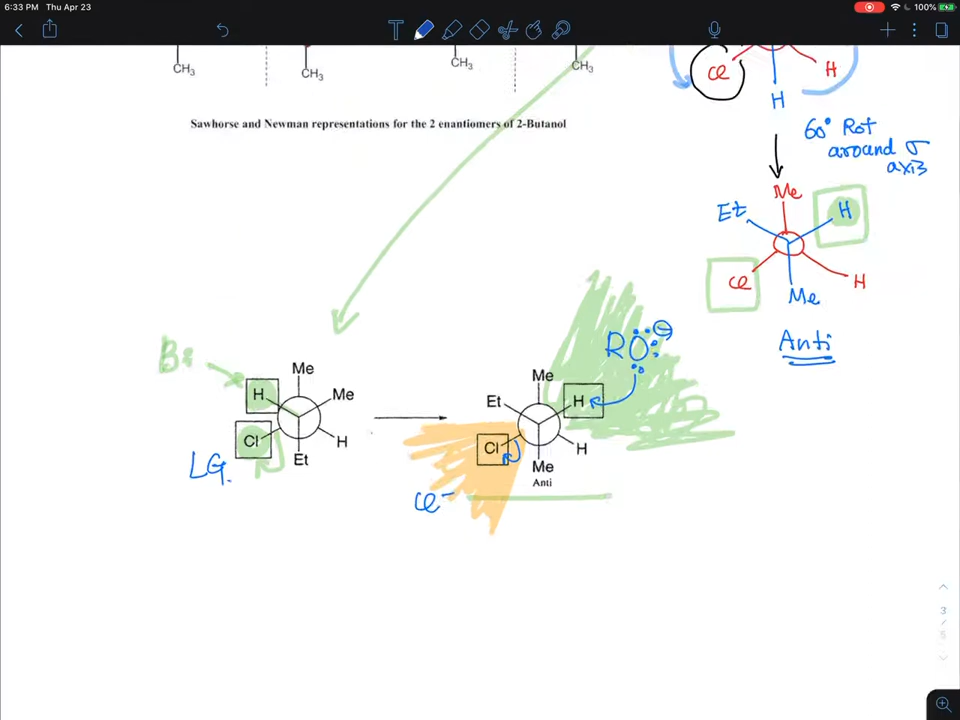 6:33 PM Thu Apr 23
100%
CH₃
CH₃
CH₃
CH₃
Cl
H
H
Sawhorse and Newman representations for the 2 enantiomers of 2-Butanol
60° Rot
around σ
axis
Me
Et
H
Cl
H
Me
Anti
B:
H
Me
Me
Cl
H
Et
LG.
RO
⊖
Me
Et
H
Cl
H
Me
Anti
Cl⁻
3
/
5